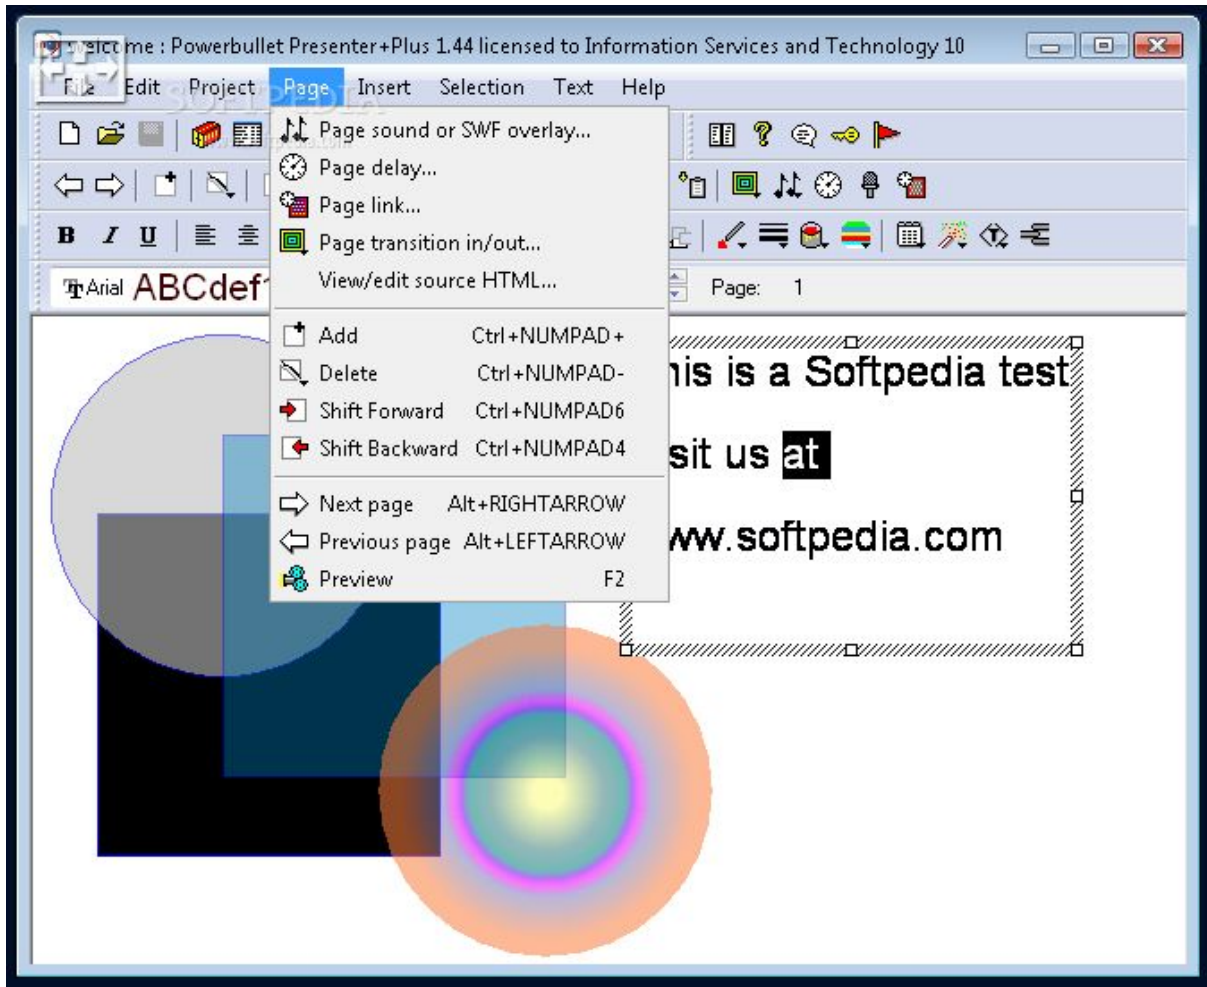 welcome : Powerbullet Presenter+Plus 1.44 licensed to Information Services and Technology 10
File Edit Project Page Insert Selection Text Help
SOFTPEDIA
Page sound or SWF overlay...
Page delay...
Page link...
Page transition in/out...
View/edit source HTML...
B I U
Arial ABCdef
Page: 1
Add Ctrl+NUMPAD+
Delete Ctrl+NUMPAD-
Shift Forward Ctrl+NUMPAD6
Shift Backward Ctrl+NUMPAD4
Next page Alt+RIGHTARROW
Previous page Alt+LEFTARROW
Preview F2
his is a Softpedia test
sit us at
ww.softpedia.com